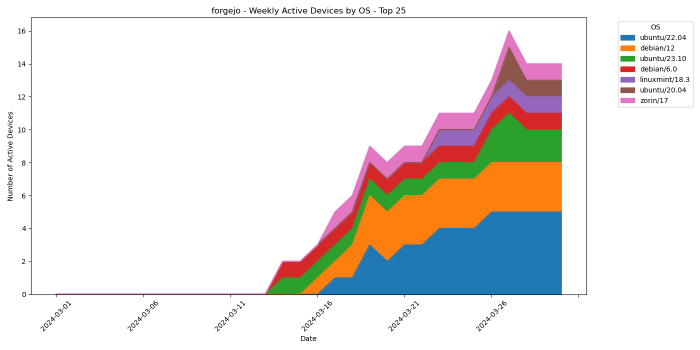 forgejo - Weekly Active Devices by OS - Top 25
OS
ubuntu/22.04
debian/12
ubuntu/23.10
debian/6.0
linuxmint/18.3
ubuntu/20.04
zorin/17
Number of Active Devices
16
14
12
10
8
6
4
2
0
2024-03-01
2024-03-06
2024-03-11
2024-03-16
2024-03-21
2024-03-26
Date